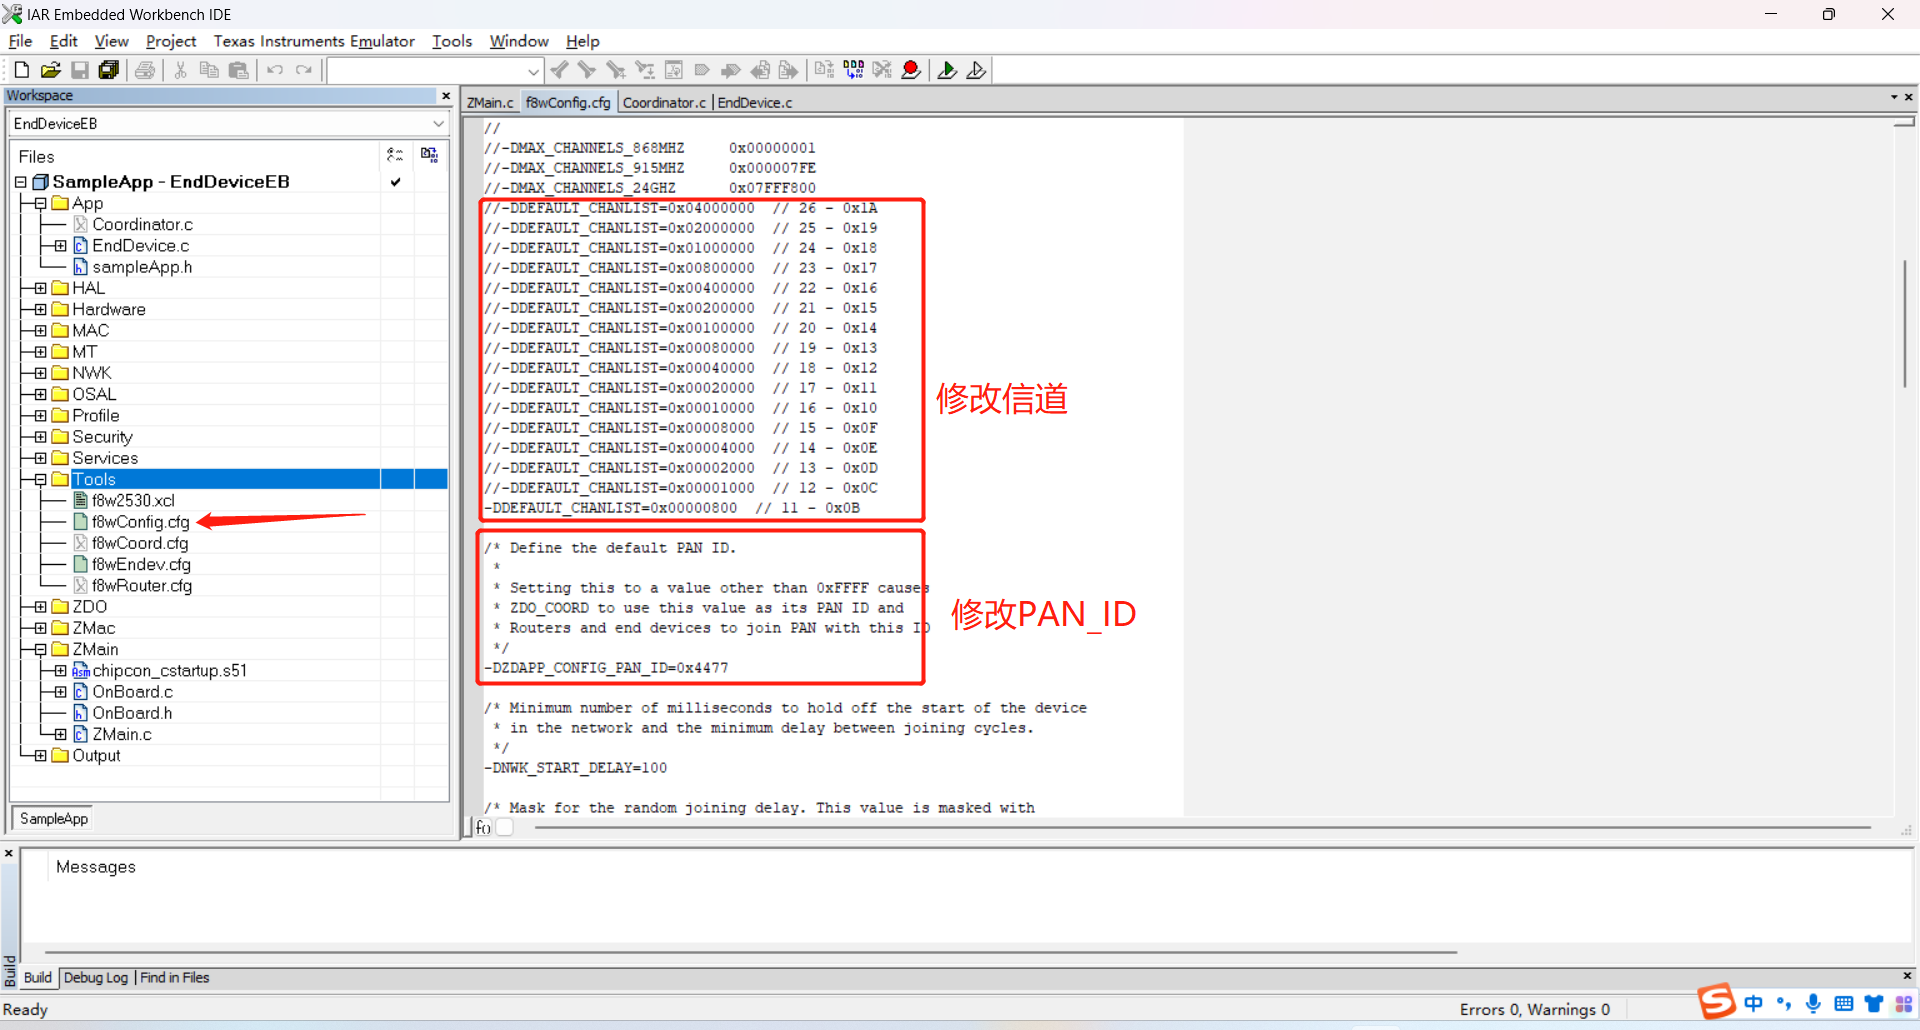 IAR Embedded Workbench IDE
File Edit View Project Texas Instruments Emulator Tools Window Help
Workspace
EndDeviceEB
Files
SampleApp - EndDeviceEB
App
Coordinator.c
EndDevice.c
sampleApp.h
HAL
Hardware
MAC
MT
NWK
OSAL
Profile
Security
Services
Tools
f8w2530.xcl
f8wConfig.cfg
f8wCoord.cfg
f8wEndev.cfg
f8wRouter.cfg
ZDO
ZMac
ZMain
chipcon_cstartup.s51
OnBoard.c
OnBoard.h
ZMain.c
Output
SampleApp
ZMain.c f8wConfig.cfg Coordinator.c EndDevice.c
//
//-DMAX_CHANNELS_868MHZ 0x00000001
//-DMAX_CHANNELS_915MHZ 0x000007FE
//-DMAX_CHANNELS_24GHZ 0x07FFF800
//-DDEFAULT_CHANLIST=0x04000000 // 26 - 0x1A
//-DDEFAULT_CHANLIST=0x02000000 // 25 - 0x19
//-DDEFAULT_CHANLIST=0x01000000 // 24 - 0x18
//-DDEFAULT_CHANLIST=0x00800000 // 23 - 0x17
//-DDEFAULT_CHANLIST=0x00400000 // 22 - 0x16
//-DDEFAULT_CHANLIST=0x00200000 // 21 - 0x15
//-DDEFAULT_CHANLIST=0x00100000 // 20 - 0x14
//-DDEFAULT_CHANLIST=0x00080000 // 19 - 0x13
//-DDEFAULT_CHANLIST=0x00040000 // 18 - 0x12
//-DDEFAULT_CHANLIST=0x00020000 // 17 - 0x11
//-DDEFAULT_CHANLIST=0x00010000 // 16 - 0x10
//-DDEFAULT_CHANLIST=0x00008000 // 15 - 0x0F
//-DDEFAULT_CHANLIST=0x00004000 // 14 - 0x0E
//-DDEFAULT_CHANLIST=0x00002000 // 13 - 0x0D
//-DDEFAULT_CHANLIST=0x00001000 // 12 - 0x0C
-DDEFAULT_CHANLIST=0x00000800 // 11 - 0x0B
修改信道
/* Define the default PAN ID.
*
* Setting this to a value other than 0xFFFF causes
* ZDO_COORD to use this value as its PAN ID and
* Routers and end devices to join PAN with this ID
*/
-DZDAPP_CONFIG_PAN_ID=0x4477
修改PAN_ID
/* Minimum number of milliseconds to hold off the start of the device
* in the network and the minimum delay between joining cycles.
*/
-DNWK_START_DELAY=100
/* Mask for the random joining delay. This value is masked with
f()
Messages
Build
Build Debug Log Find in Files
Ready
Errors 0, Warnings 0
中